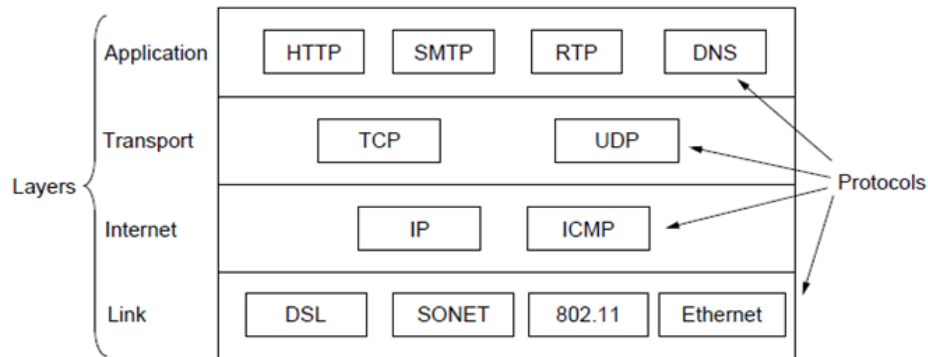 Application HTTP SMTP RTP DNS
Transport TCP UDP
Layers Protocols
Internet IP ICMP
Link DSL SONET 802.11 Ethernet